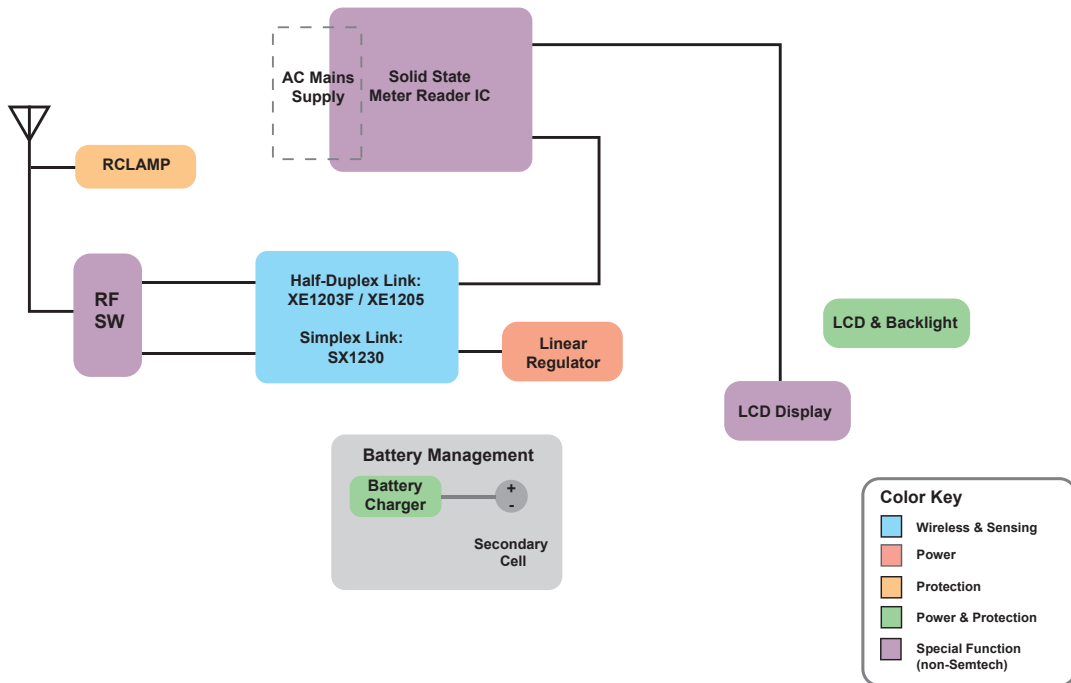 AC Mains
Supply
Solid State
Meter Reader IC
RCLAMP
RF
SW
Half-Duplex Link:
XE1203F / XE1205
Simplex Link:
SX1230
Linear
Regulator
LCD & Backlight
LCD Display
Battery Management
Battery
Charger
+
-
Secondary
Cell
Color Key
Wireless & Sensing
Power
Protection
Power & Protection
Special Function
(non-Semtech)